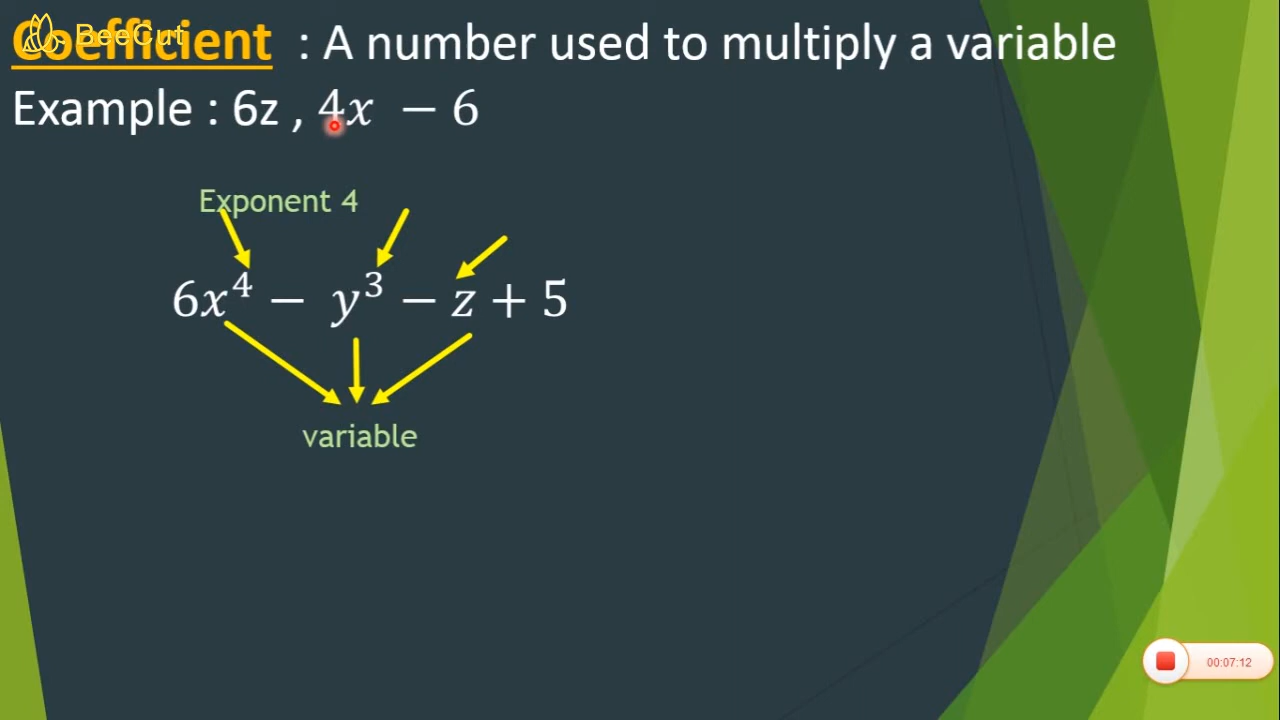 BeeCut
Coefficient : A number used to multiply a variable
Example : 6z , 4x − 6
Exponent 4
6x⁴ − y³ − z + 5
variable
00:07:12